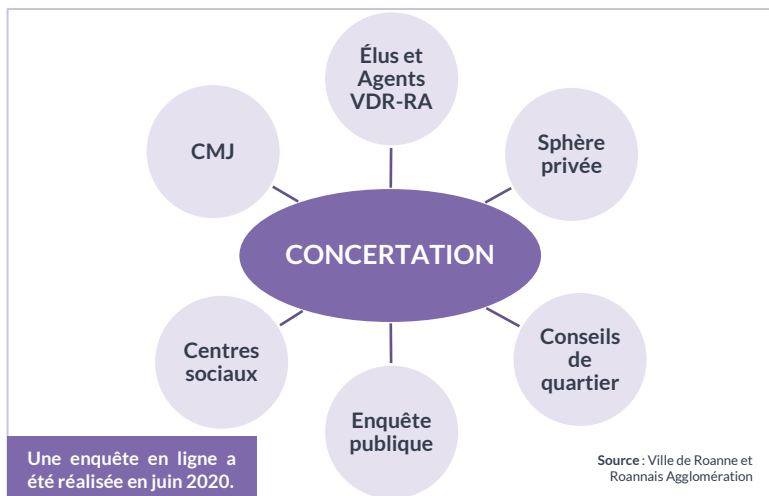 Élus et
Agents
VDR-RA
CMJ
Sphère
privée
CONCERTATION
Centres
sociaux
Conseils
de
quartier
Enquête
publique
Une enquête en ligne a
été réalisée en juin 2020.
Source : Ville de Roanne et
Roannais Agglomération